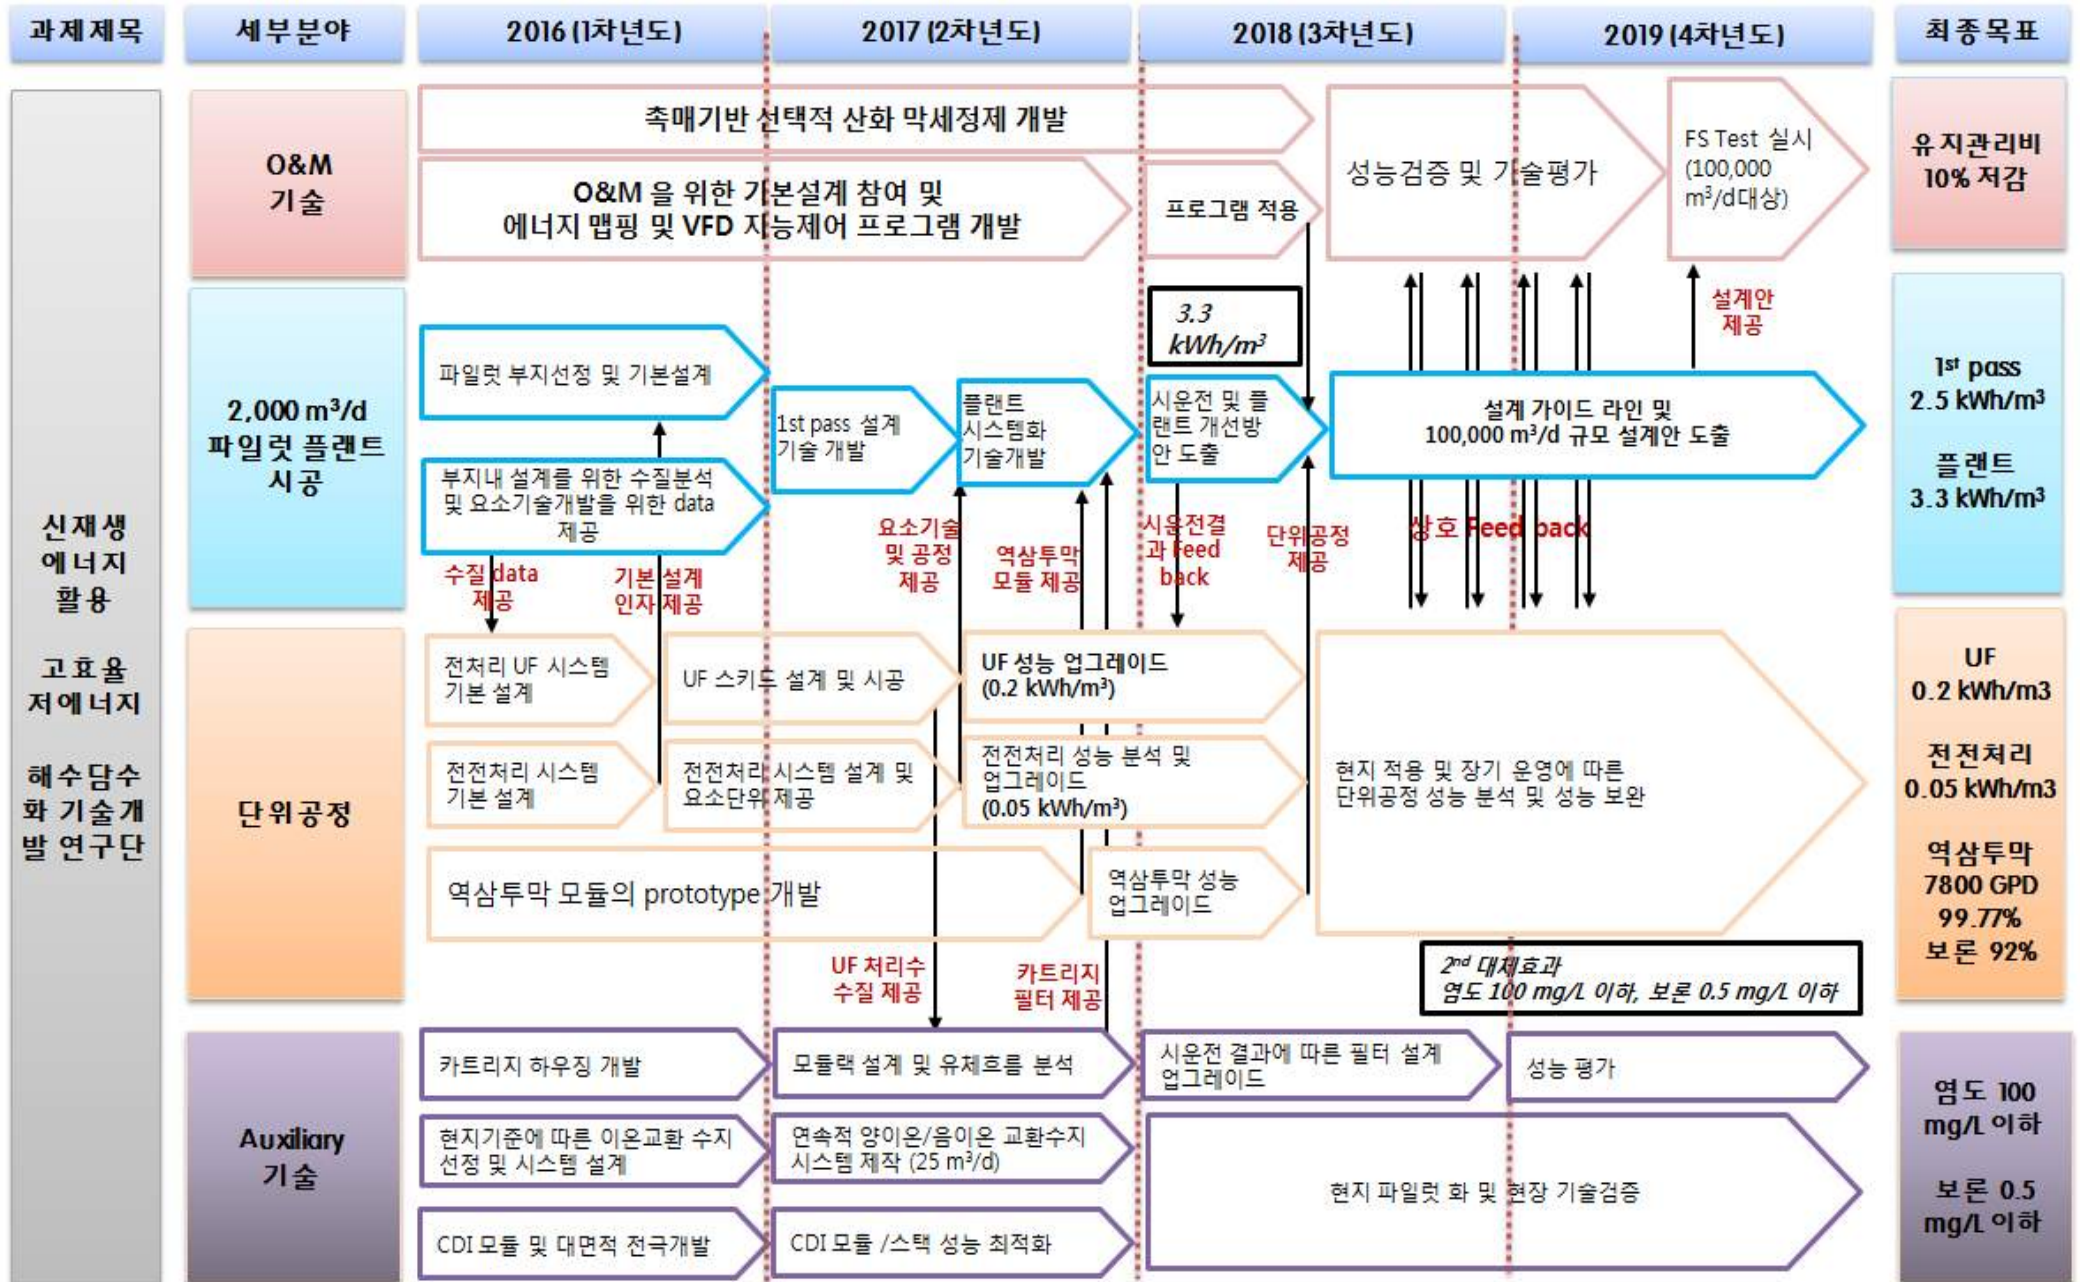 과제제목
세부분야
2016 (1차년도)
2017 (2차년도)
2018 (3차년도)
2019 (4차년도)
최종목표
신재생
에너지
활용
고효율
저에너지
해수담수
화 기술개
발 연구단
O&M
기술
촉매기반 선택적 산화 막세정제 개발
O&M 을 위한 기본설계 참여 및
에너지 맵핑 및 VFD 지능제어 프로그램 개발
프로그램 적용
성능검증 및 기술평가
FS Test 실시
(100,000
m³/d대상)
유지관리비
10% 저감
2,000 m³/d
파일럿 플랜트
시공
파일럿 부지선정 및 기본설계
부지내 설계를 위한 수질분석
및 요소기술개발을 위한 data
제공
1st pass 설계
기술 개발
플랜트
시스템화
기술개발
3.3
kWh/m³
시운전 및 플
랜트 개선방
안 도출
설계 가이드 라인 및
100,000 m³/d 규모 설계안 도출
설계안
제공
1st pass
2.5 kWh/m³
플랜트
3.3 kWh/m³
수질 data
제공
기본 설계
인자 제공
요소기술
및 공정
제공
역삼투막
모듈 제공
시운전결
과 Feed
back
단위공정
제공
상호 Feed back
단위공정
전처리 UF 시스템
기본 설계
UF 스키드 설계 및 시공
UF 성능 업그레이드
(0.2 kWh/m³)
전전처리 시스템
기본 설계
전전처리 시스템 설계 및
요소단위 제공
전전처리 성능 분석 및
업그레이드
(0.05 kWh/m³)
역삼투막 모듈의 prototype 개발
역삼투막 성능
업그레이드
현지 적용 및 장기 운영에 따른
단위공정 성능 분석 및 성능 보완
UF
0.2 kWh/m3
전전처리
0.05 kWh/m3
역삼투막
7800 GPD
99.77%
보론 92%
UF 처리수
수질 제공
카트리지
필터 제공
2nd 대체효과
염도 100 mg/L 이하, 보론 0.5 mg/L 이하
Auxiliary
기술
카트리지 하우징 개발
모듈랙 설계 및 유체흐름 분석
시운전 결과에 따른 필터 설계
업그레이드
성능 평가
현지기준에 따른 이온교환 수지
선정 및 시스템 설계
연속적 양이온/음이온 교환수지
시스템 제작 (25 m³/d)
현지 파일럿 화 및 현장 기술검증
CDI 모듈 및 대면적 전극개발
CDI 모듈 /스택 성능 최적화
염도 100
mg/L 이하
보론 0.5
mg/L 이하